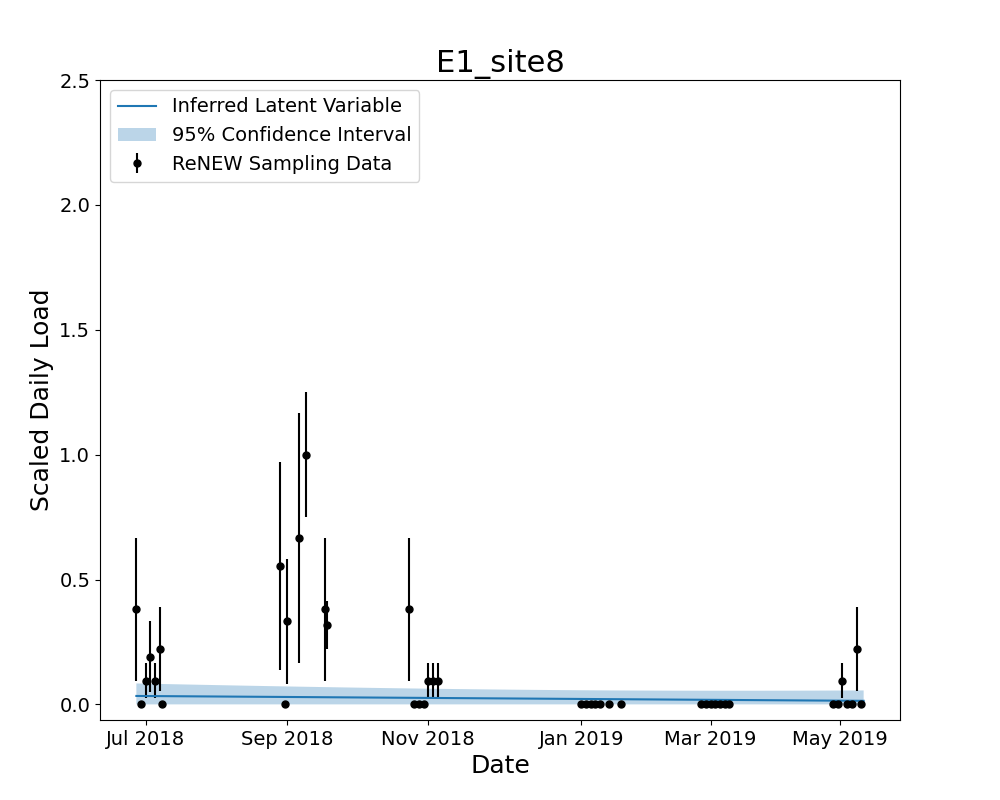 E1_site8
2.5
Inferred Latent Variable
95% Confidence Interval
ReNEW Sampling Data
2.0
1.5
1.0
0.5
0.0
Scaled Daily Load
Jul 2018 Sep 2018 Nov 2018 Jan 2019 Mar 2019 May 2019
Date